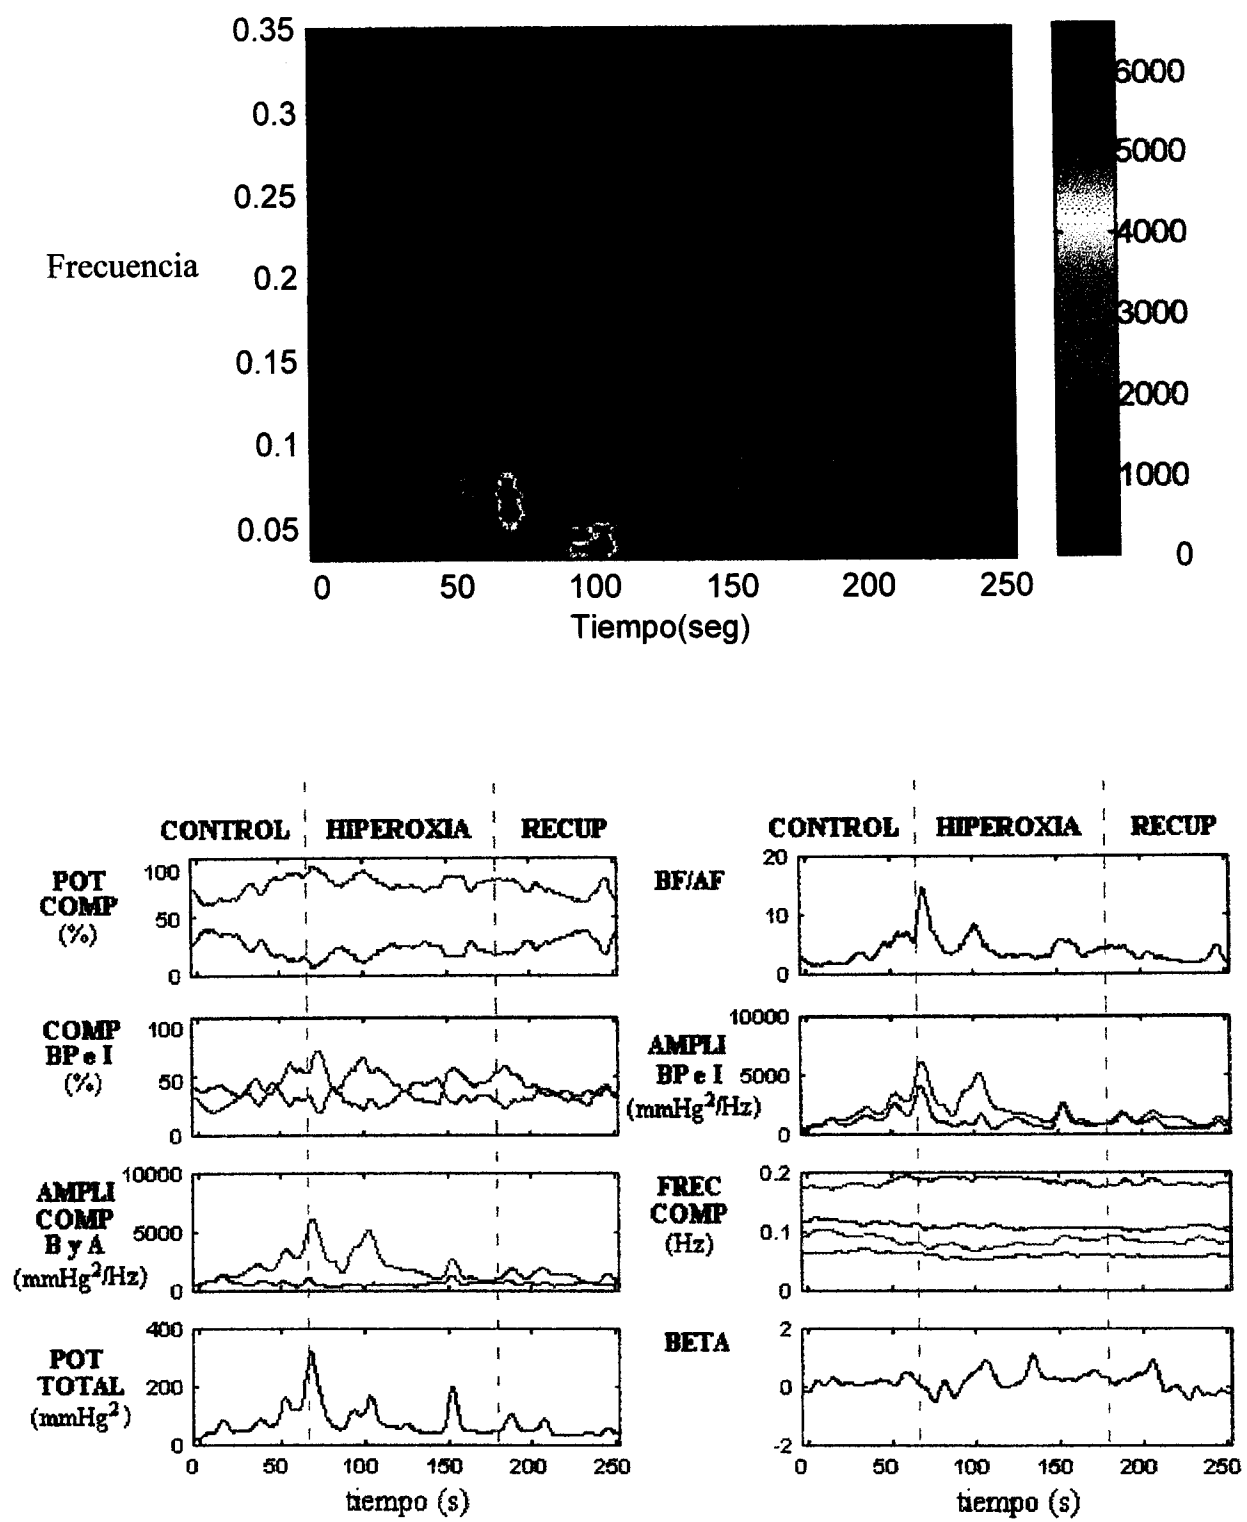 0.35
0.3
0.25
Frecuencia
0.2
0.15
0.1
0.05
0 50 100 150 200 250
Tiempo(seg)
6000
5000
4000
3000
2000
1000
0
CONTROL HIPEROXIA RECUP
POT
COMP
(%)
100
50
0
COMP
BP e I
(%)
100
50
0
AMPLI
COMP
B y A
(mmHg²/Hz)
10000
5000
0
POT
TOTAL
(mmHg²)
400
200
0
0 50 100 150 200 250
tiempo (s)
CONTROL HIPEROXIA RECUP
BF/AF
20
10
0
AMPLI
BP e I
(mmHg²/Hz)
10000
5000
0
FREC
COMP
(Hz)
0.2
0.1
0
BETA
2
0
-2
0 50 100 150 200 250
tiempo (s)